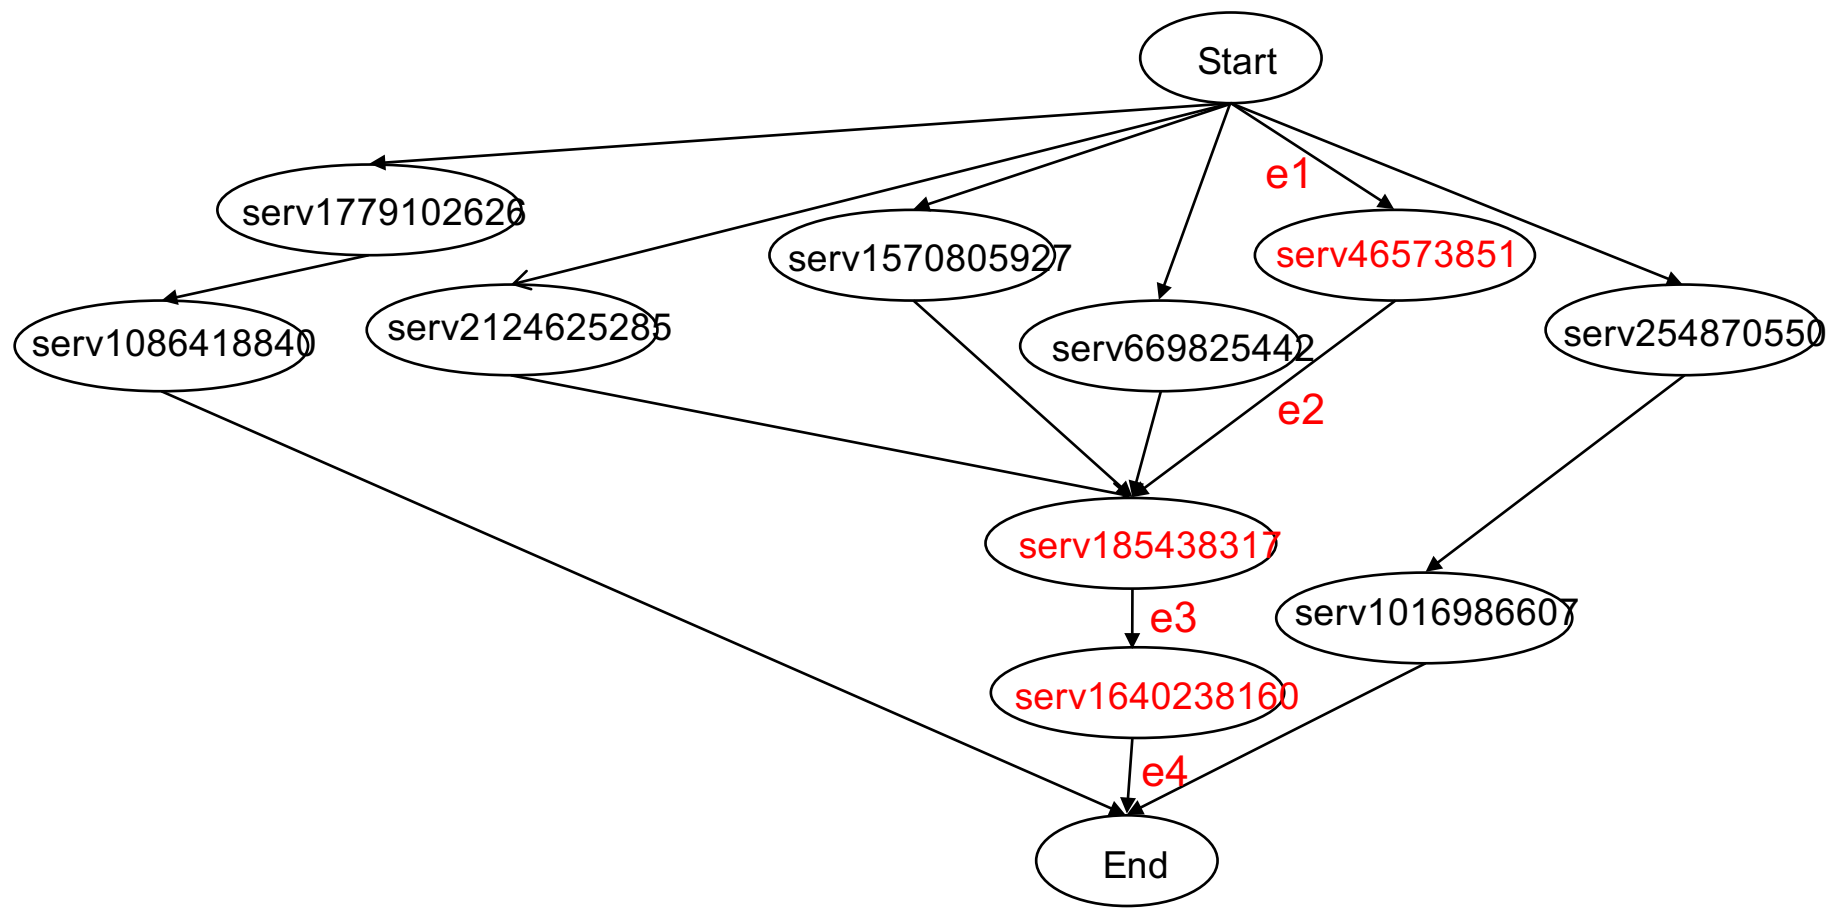 Start
e1
serv1779102626
serv1570805927
serv46573851
serv2124625285
serv254870550
serv1086418840
serv669825442
e2
serv185438317
serv1016986607
e3
serv1640238160
e4
End